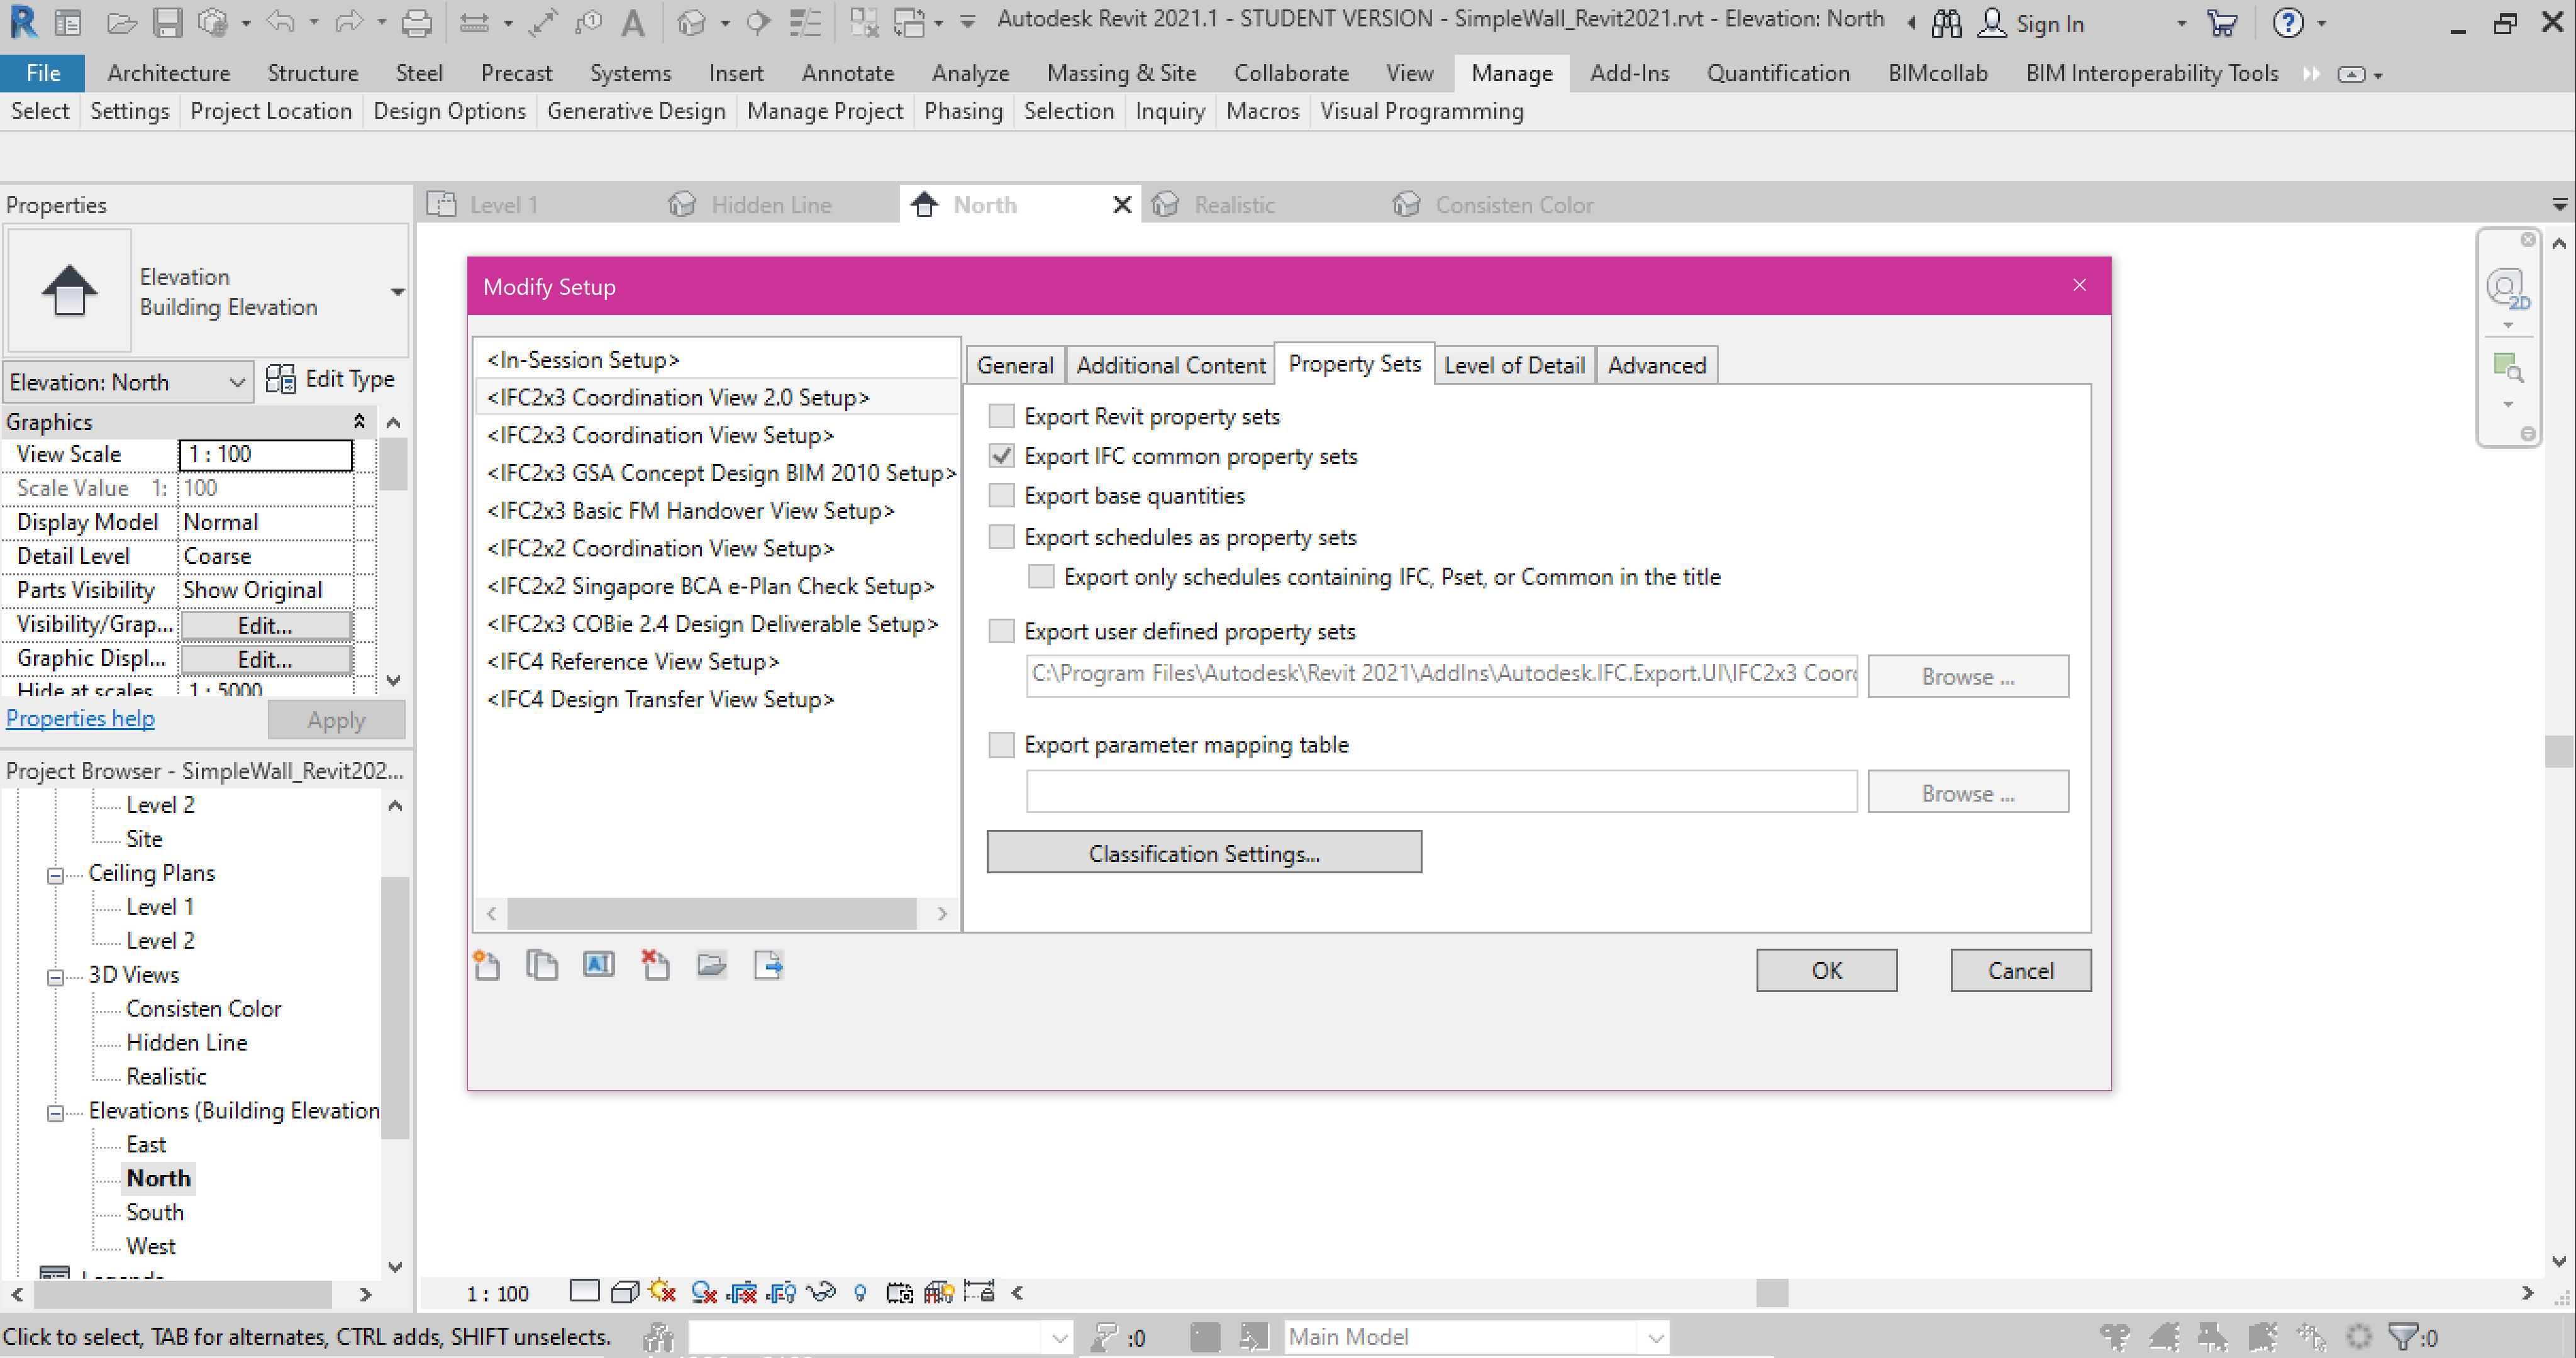 Autodesk Revit 2021.1 - STUDENT VERSION - SimpleWall_Revit2021.rvt - Elevation: North
Sign In
File Architecture Structure Steel Precast Systems Insert Annotate Analyze Massing & Site Collaborate View Manage Add-Ins Quantification BIMcollab BIM Interoperability Tools
Select Settings Project Location Design Options Generative Design Manage Project Phasing Selection Inquiry Macros Visual Programming
Properties
Level 1 Hidden Line North Realistic Consisten Color
Elevation
Building Elevation
Elevation: North Edit Type
Graphics
View Scale 1 : 100
Scale Value 1: 100
Display Model Normal
Detail Level Coarse
Parts Visibility Show Original
Visibility/Grap... Edit...
Graphic Displ... Edit...
Hide at scales 1 : 5000
Properties help Apply
Project Browser - SimpleWall_Revit202...
Level 2
Site
Ceiling Plans
Level 1
Level 2
3D Views
Consisten Color
Hidden Line
Realistic
Elevations (Building Elevation
East
North
South
West
Legends
Modify Setup
<In-Session Setup>
<IFC2x3 Coordination View 2.0 Setup>
<IFC2x3 Coordination View Setup>
<IFC2x3 GSA Concept Design BIM 2010 Setup>
<IFC2x3 Basic FM Handover View Setup>
<IFC2x2 Coordination View Setup>
<IFC2x2 Singapore BCA e-Plan Check Setup>
<IFC2x3 COBie 2.4 Design Deliverable Setup>
<IFC4 Reference View Setup>
<IFC4 Design Transfer View Setup>
General Additional Content Property Sets Level of Detail Advanced
Export Revit property sets
Export IFC common property sets
Export base quantities
Export schedules as property sets
Export only schedules containing IFC, Pset, or Common in the title
Export user defined property sets
C:\Program Files\Autodesk\Revit 2021\AddIns\Autodesk.IFC.Export.UI\IFC2x3 Coord
Browse ...
Export parameter mapping table
Browse ...
Classification Settings...
OK Cancel
2D
1 : 100
Click to select, TAB for alternates, CTRL adds, SHIFT unselects.
:0
Main Model
:0